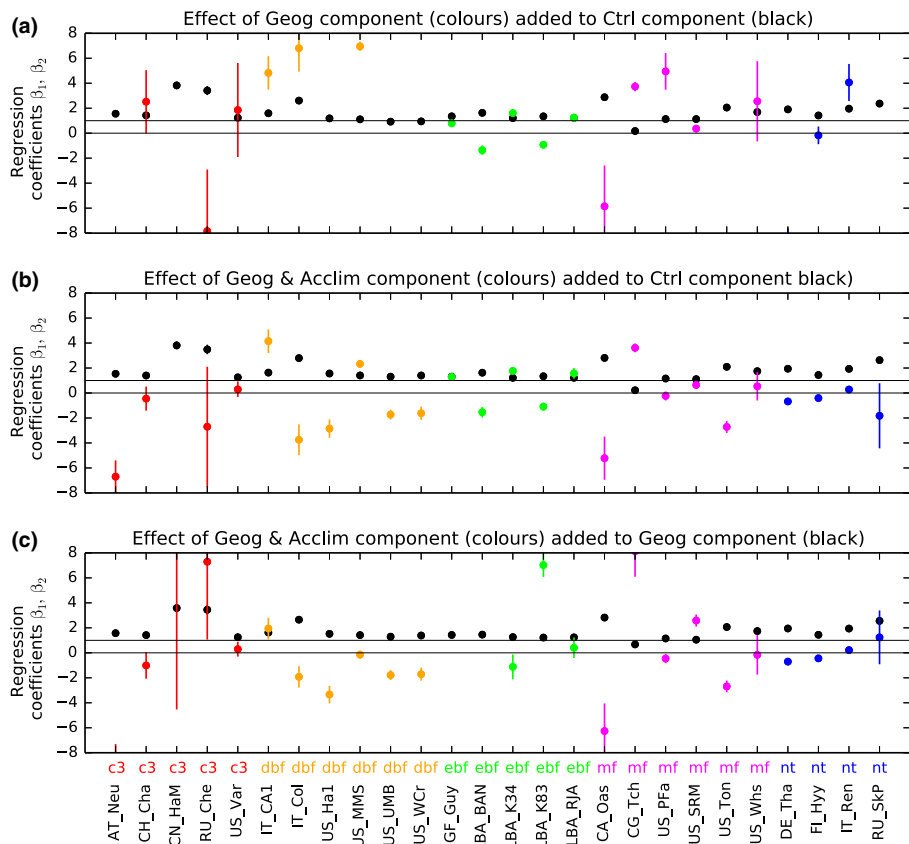 (a) Effect of Geog component (colours) added to Ctrl component (black)
Regression
coefficients β1, β2
8
6
4
2
0
−2
−4
−6
−8
(b) Effect of Geog & Acclim component (colours) added to Ctrl component black)
Regression
coefficients β1, β2
8
6
4
2
0
−2
−4
−6
−8
(c) Effect of Geog & Acclim component (colours) added to Geog component (black)
Regression
coefficients β1, β2
8
6
4
2
0
−2
−4
−6
−8
c3 c3 c3 c3 c3 dbf dbf dbf dbf dbf dbf ebf ebf ebf ebf ebf mf mf mf mf mf mf nt nt nt nt
AT_Neu
CH_Cha
CN_HaM
RU_Che
US_Var
IT_CA1
IT_Col
US_Ha1
US_MMS
US_UMB
US_WCr
GF_Guy
LBA_BAN
LBA_K34
LBA_K83
LBA_RJA
CA_Oas
CG_Tch
US_PFa
US_SRM
US_Ton
US_Whs
DE_Tha
FI_Hyy
IT_Ren
RU_SkP